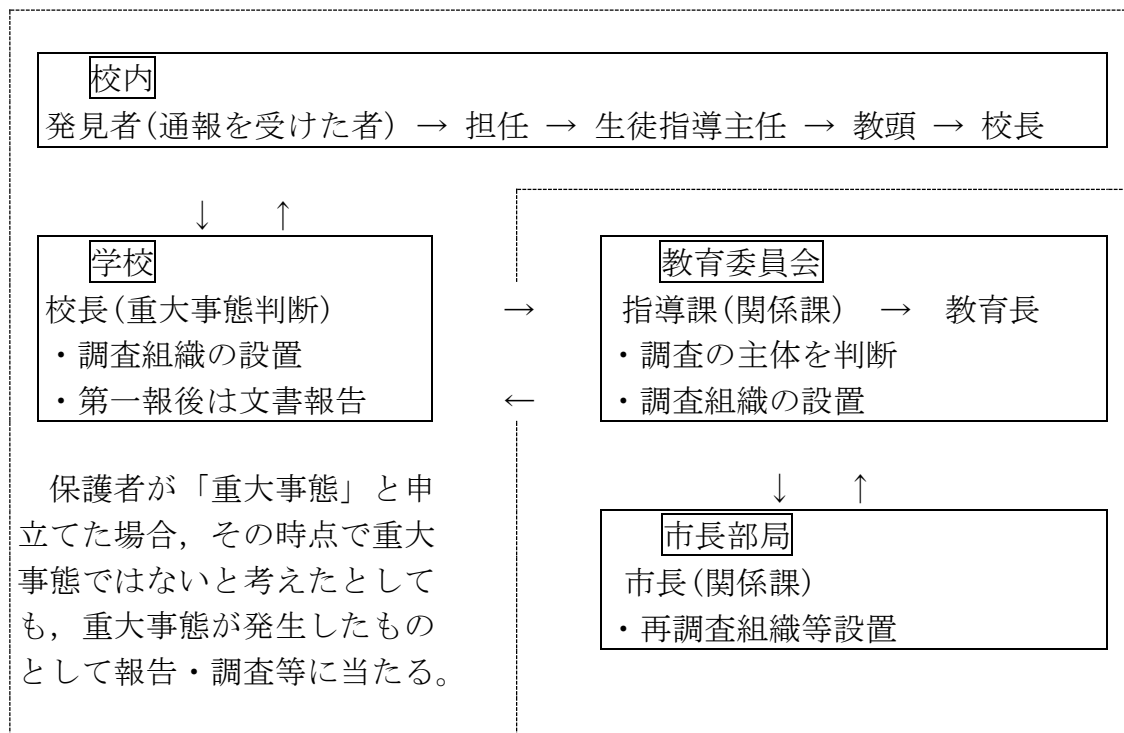 校内
発見者(通報を受けた者) → 担任 → 生徒指導主任 → 教頭 → 校長
↓ ↑
学校
校長(重大事態判断)
・調査組織の設置
・第一報後は文書報告
→
←
教育委員会
指導課(関係課) → 教育長
・調査の主体を判断
・調査組織の設置
保護者が「重大事態」と申
立てた場合，その時点で重大
事態ではないと考えたとして
も，重大事態が発生したもの
として報告・調査等に当たる。
↓ ↑
市長部局
市長(関係課)
・再調査組織等設置